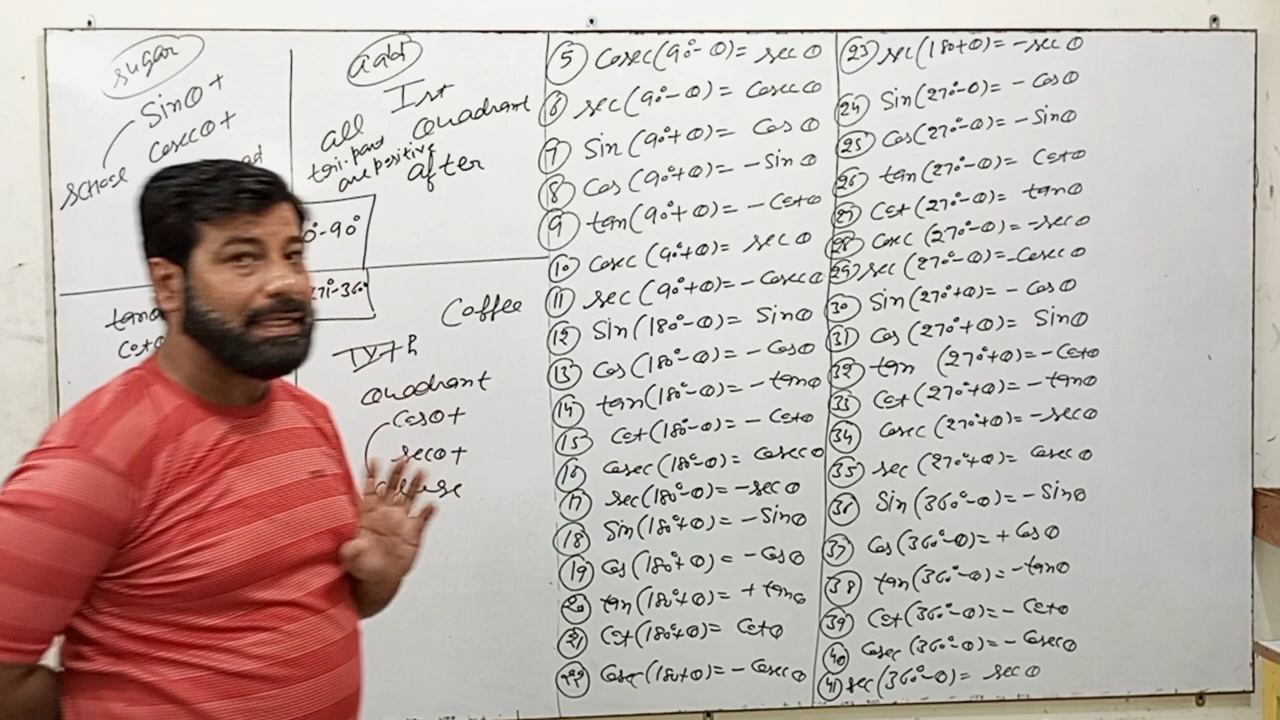 sugar
Sinθ+
Cosecθ+
schose
add
Ist
all Quadrant
tri. pars
are positive
after
0°-90°
270°-360°
Coffee
tanθ
Cotθ
IVth
Quadrant
Cosθ+
secθ+
⑤ Cosec(90°-θ)= secθ
⑥ sec(90°-θ)= Cosecθ
⑦ Sin(90°+θ)= Cosθ
⑧ Cos(90°+θ)= -Sinθ
⑨ tan(90°+θ)= -Cotθ
⑩ Cosec(90°+θ)= secθ
⑪ sec(90°+θ)= -Cosecθ
⑫ Sin(180°-θ)= Sinθ
⑬ Cos(180°-θ)= -Cosθ
⑭ tan(180°-θ)= -tanθ
⑮ Cot(180°-θ)= -Cotθ
⑯ Cosec(180°-θ)= Cosecθ
⑰ sec(180°-θ)= -secθ
⑱ Sin(180°+θ)= -Sinθ
⑲ Cos(180°+θ)= -Cosθ
⑳ tan(180°+θ)= +tanθ
㉑ Cot(180°+θ)= Cotθ
㉒ Cosec(180+θ)= -Cosecθ
㉓ sec(180+θ)= -secθ
㉔ Sin(270°-θ)= -Cosθ
㉕ Cos(270°-θ)= -Sinθ
㉖ tan(270°-θ)= Cotθ
㉗ Cot(270°-θ)= tanθ
㉘ Cosec(270°-θ)= -secθ
㉙ sec(270°-θ)= -Cosecθ
㉚ Sin(270°+θ)= -Cosθ
㉛ Cos(270°+θ)= Sinθ
㉜ tan(270°+θ)= -Cotθ
㉝ Cot(270°+θ)= -tanθ
㉞ Cosec(270°+θ)= -secθ
㉟ sec(270°+θ)= Cosecθ
㊱ Sin(360°-θ)= -Sinθ
㊲ Cos(360°-θ)= +Cosθ
㊳ tan(360°-θ)= -tanθ
㊴ Cot(360°-θ)= -Cotθ
㊵ Cosec(360°-θ)= -Cosecθ
㊶ sec(360°-θ)= secθ